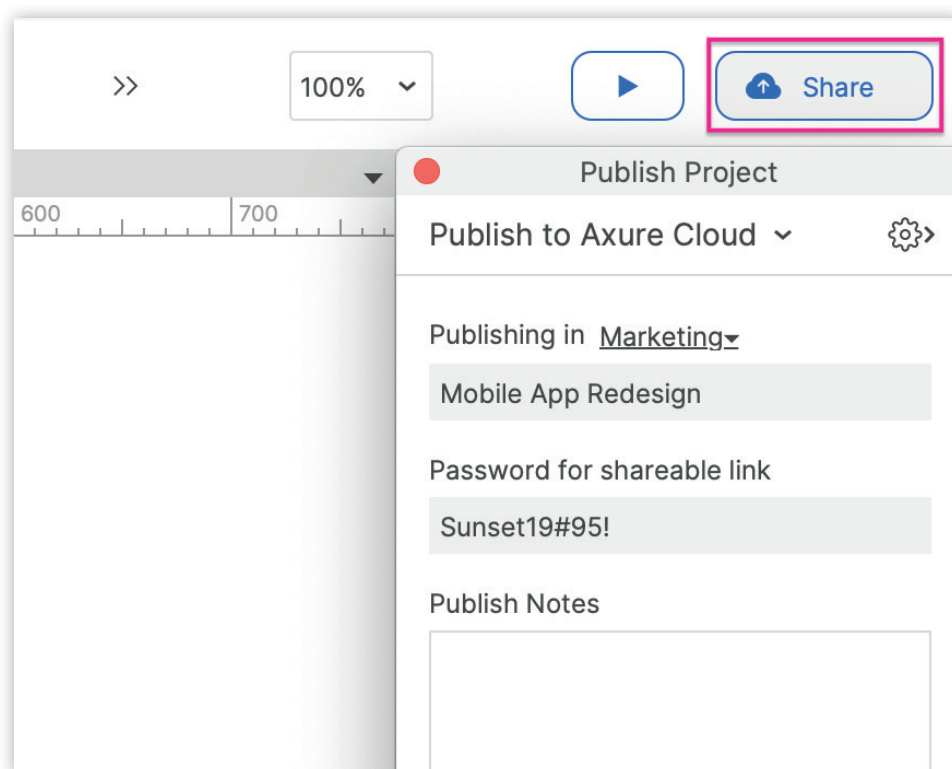 100%
Share
Publish Project
600
700
Publish to Axure Cloud
Publishing in Marketing
Mobile App Redesign
Password for shareable link
Sunset19#95!
Publish Notes